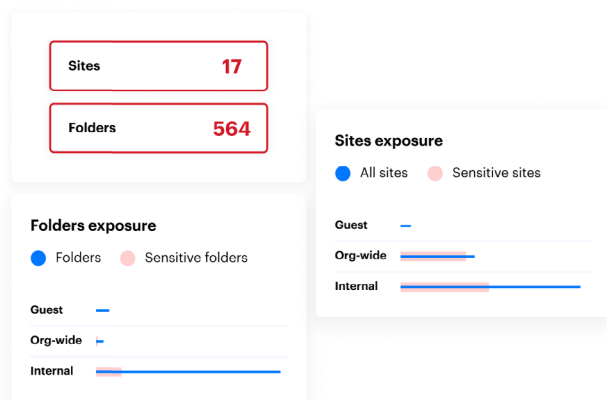 Sites 17
Folders 564
Folders exposure
Folders Sensitive folders
Guest
Org-wide
Internal
Sites exposure
All sites Sensitive sites
Guest
Org-wide
Internal